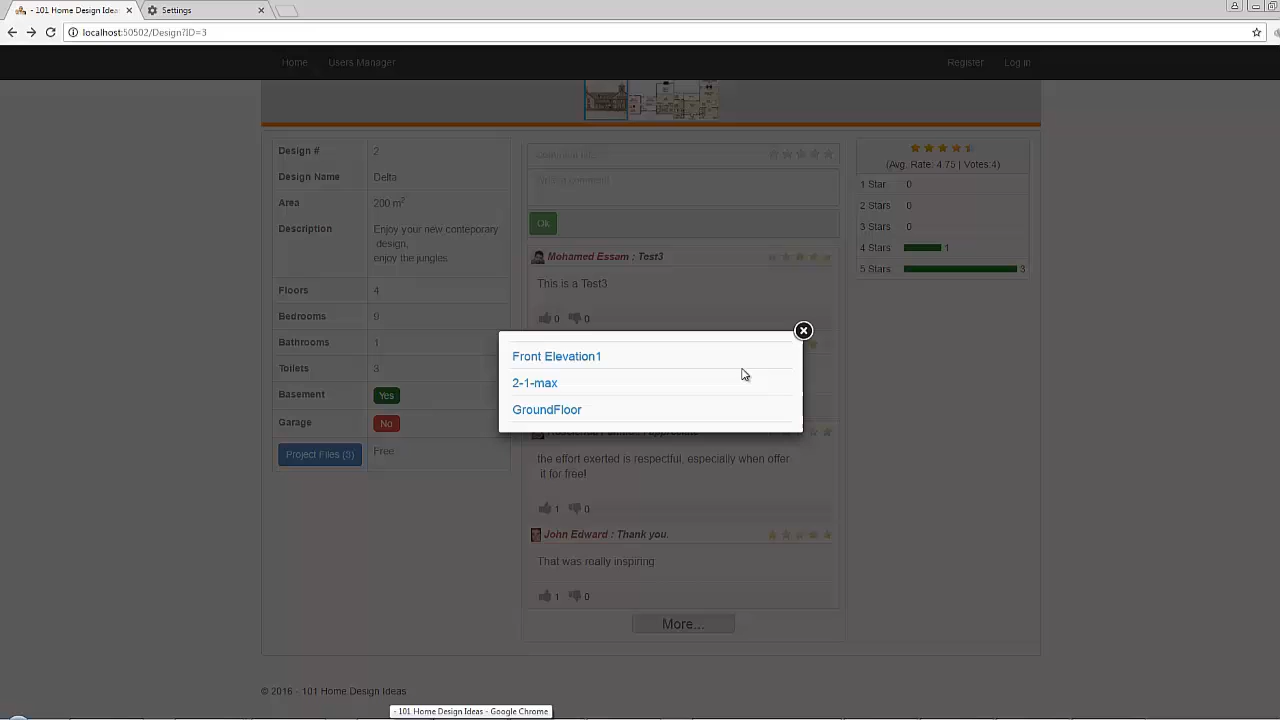 - 101 Home Design Ideas
Settings
localhost:50502/Design?ID=3
Home
Users Manager
Register
Log in
Design # 2
Design Name Delta
Area 200 m²
Description Enjoy your new conteporary
design,
enjoy the jungles
Floors 4
Bedrooms 9
Bathrooms 1
Toilets 3
Basement Yes
Garage No
Project Files (3) Free
Ok
Mohamed Essam : Test3
This is a Test3
0 0
Front Elevation1
2-1-max
GroundFloor
the effort exerted is respectful, especially when offer
it for free!
1 0
John Edward : Thank you.
That was really inspiring
1 0
More...
(Avg. Rate: 4.75 | Votes:4)
1 Star 0
2 Stars 0
3 Stars 0
4 Stars 1
5 Stars 3
© 2016 - 101 Home Design Ideas
- 101 Home Design Ideas - Google Chrome